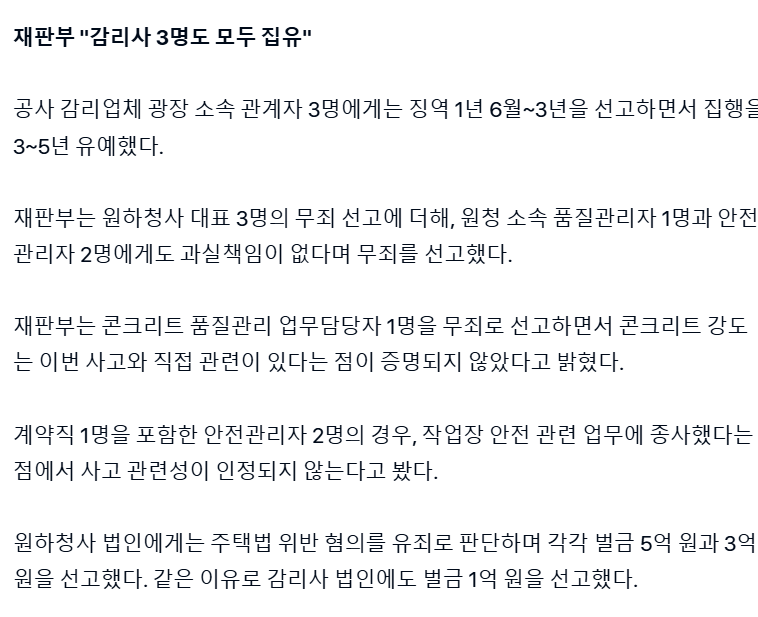 재판부 "감리사 3명도 모두 집유"
공사 감리업체 광장 소속 관계자 3명에게는 징역 1년 6월~3년을 선고하면서 집행을
3~5년 유예했다.
재판부는 원하청사 대표 3명의 무죄 선고에 더해, 원청 소속 품질관리자 1명과 안전
관리자 2명에게도 과실책임이 없다며 무죄를 선고했다.
재판부는 콘크리트 품질관리 업무담당자 1명을 무죄로 선고하면서 콘크리트 강도
는 이번 사고와 직접 관련이 있다는 점이 증명되지 않았다고 밝혔다.
계약직 1명을 포함한 안전관리자 2명의 경우, 작업장 안전 관련 업무에 종사했다는
점에서 사고 관련성이 인정되지 않는다고 봤다.
원하청사 법인에게는 주택법 위반 혐의를 유죄로 판단하며 각각 벌금 5억 원과 3억
원을 선고했다. 같은 이유로 감리사 법인에도 벌금 1억 원을 선고했다.